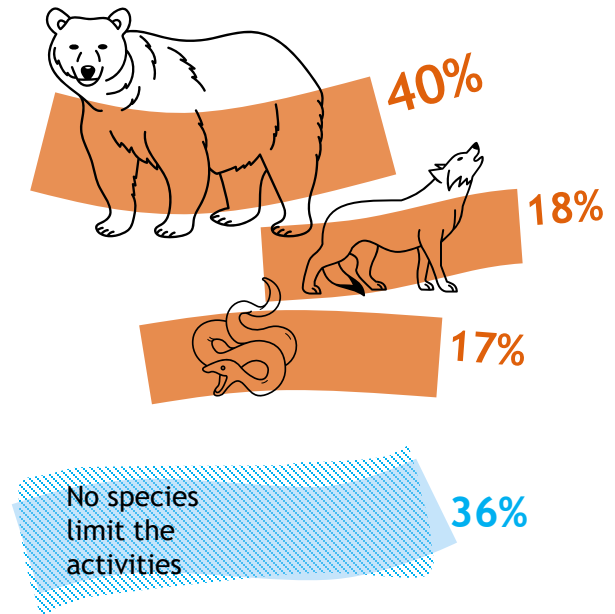 40%
18%
17%
No species
limit the
activities
36%